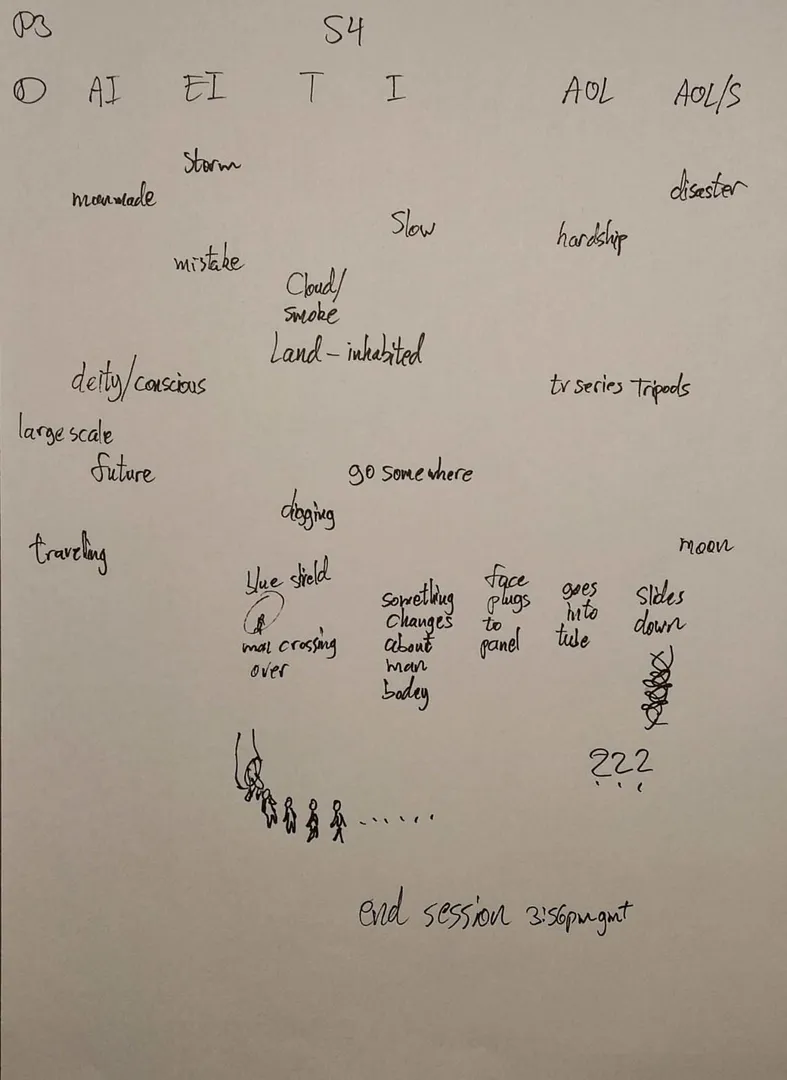 P3 S4
D AI EI T I AOL AOL/S
Storm
manmade disaster
Slow hardship
mistake
Cloud/
smoke
Land - inhabited
deity/conscious tv series Tripods
large scale
future go somewhere
digging
traveling moon
blue shield
man crossing
over
something
changes
about
man
bodey
face
plugs
to
panel
goes
into
tube
slides
down
???
end session 3:56pm gmt